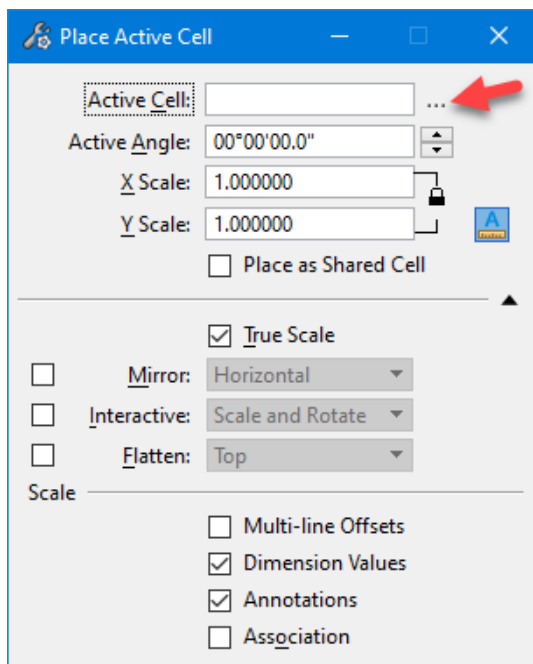 Place Active Cell
Active Cell: ...
Active Angle: 00°00'00.0"
X Scale: 1.000000
Y Scale: 1.000000
A
Place as Shared Cell
True Scale
Mirror: Horizontal
Interactive: Scale and Rotate
Flatten: Top
Scale
Multi-line Offsets
Dimension Values
Annotations
Association